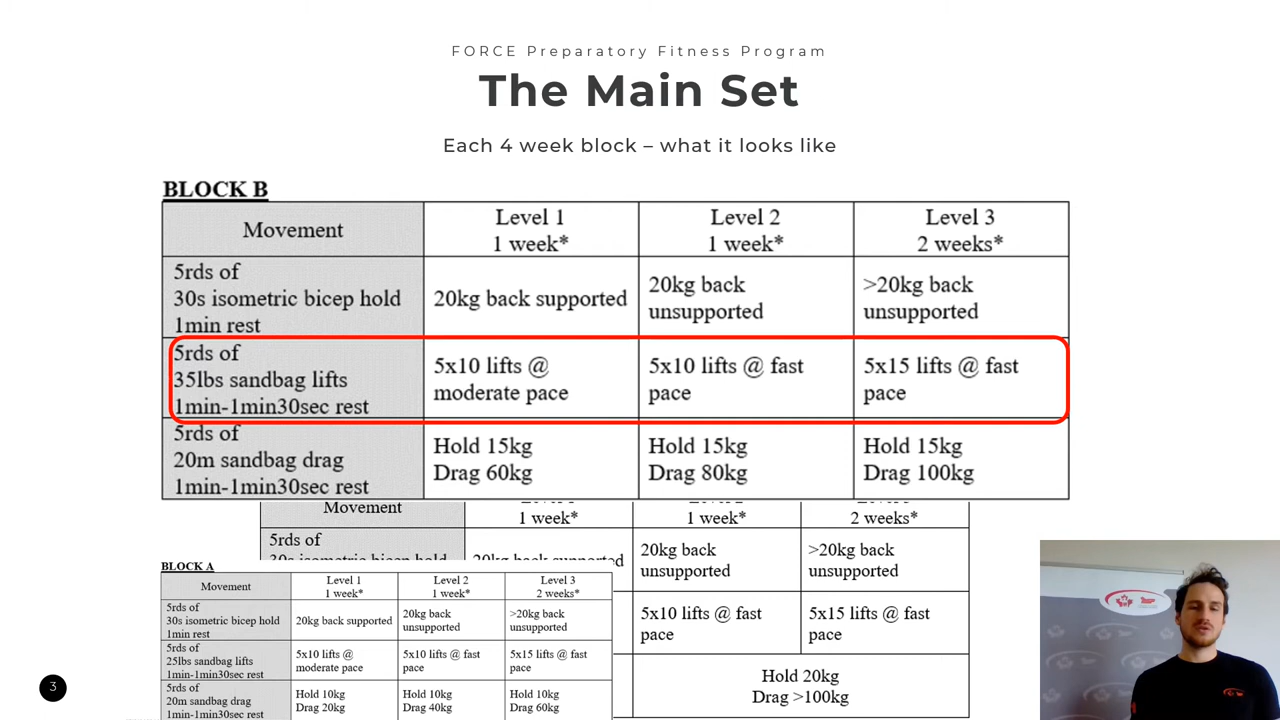 FORCE Preparatory Fitness Program
The Main Set
Each 4 week block – what it looks like
BLOCK B
Movement
Level 1
1 week*
Level 2
1 week*
Level 3
2 weeks*
5rds of
30s isometric bicep hold
1min rest
20kg back supported
20kg back
unsupported
>20kg back
unsupported
5rds of
35lbs sandbag lifts
1min-1min30sec rest
5x10 lifts @
moderate pace
5x10 lifts @ fast
pace
5x15 lifts @ fast
pace
5rds of
20m sandbag drag
1min-1min30sec rest
Hold 15kg
Drag 60kg
Hold 15kg
Drag 80kg
Hold 15kg
Drag 100kg
Movement
1 week*
1 week*
2 weeks*
5rds of
30s isometric bicep hold
20kg back supported
20kg back
unsupported
>20kg back
unsupported
5x10 lifts @ fast
pace
5x15 lifts @ fast
pace
Hold 20kg
Drag >100kg
BLOCK A
Movement
Level 1
1 week*
Level 2
1 week*
Level 3
2 weeks*
5rds of
30s isometric bicep hold
1min rest
20kg back supported
20kg back
unsupported
>20kg back
unsupported
5rds of
25lbs sandbag lifts
1min-1min30sec rest
5x10 lifts @
moderate pace
5x10 lifts @ fast
pace
5x15 lifts @ fast
pace
5rds of
20m sandbag drag
1min-1min30sec rest
Hold 10kg
Drag 20kg
Hold 10kg
Drag 40kg
Hold 10kg
Drag 60kg
3